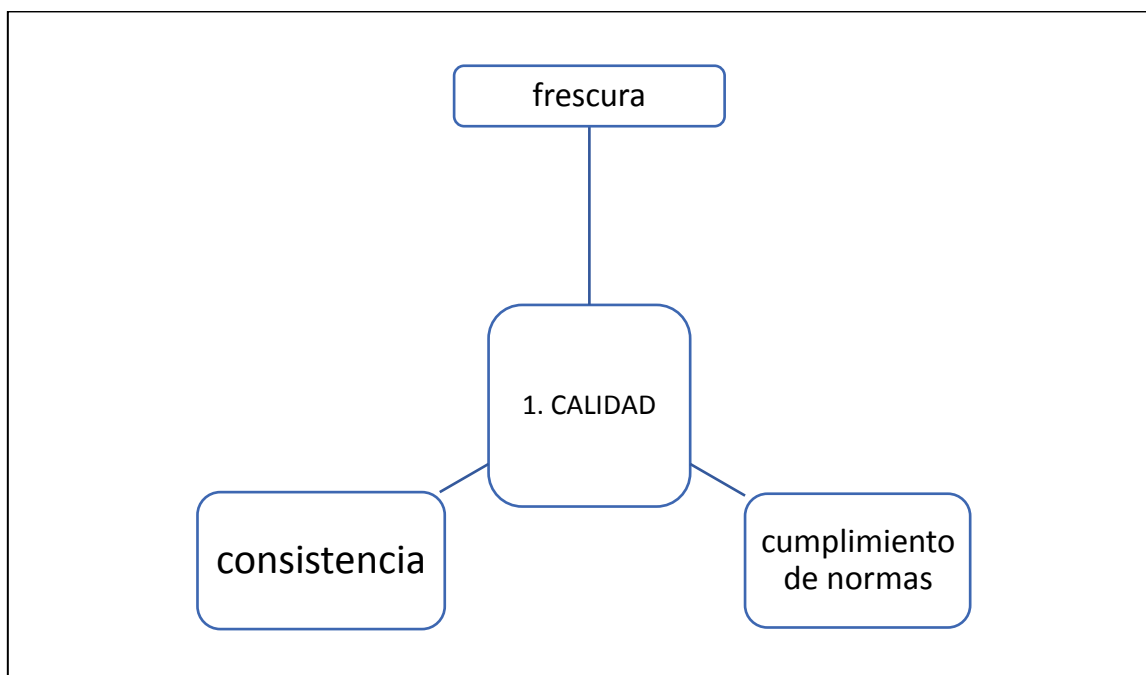 frescura
1. CALIDAD
consistencia
cumplimiento
de normas